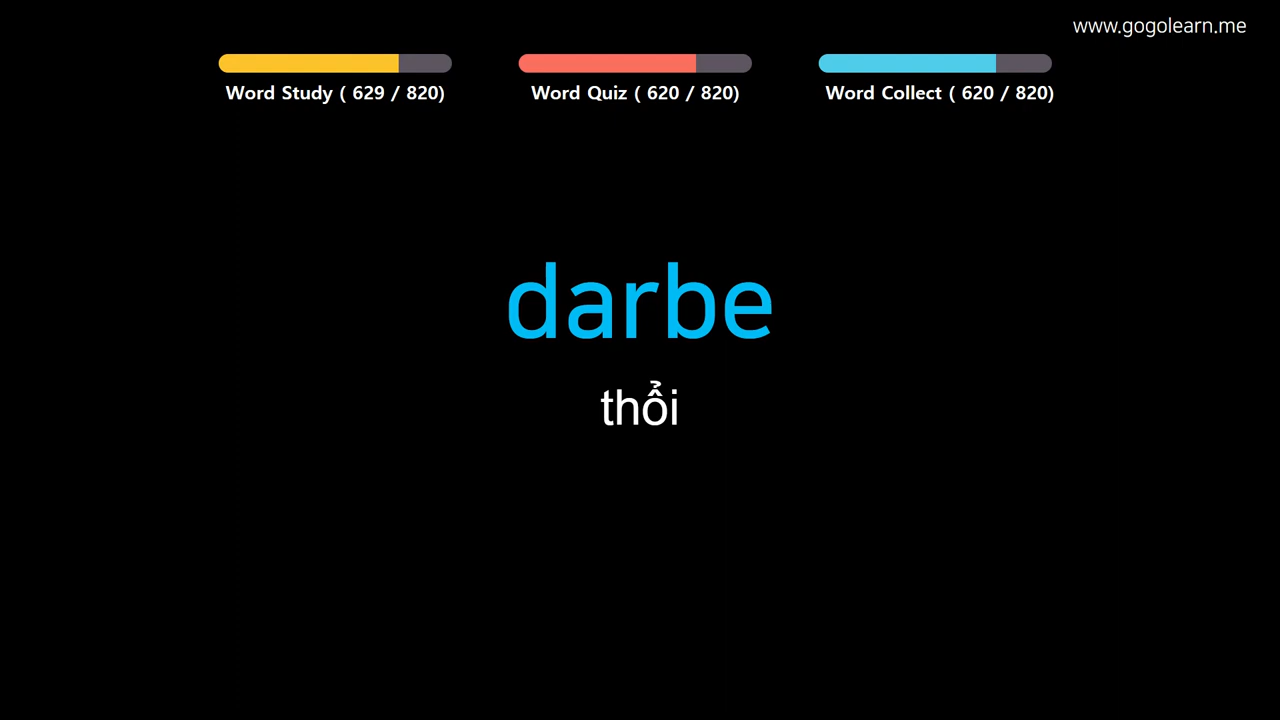 www.gogolearn.me
Word Study ( 629 / 820)
Word Quiz ( 620 / 820)
Word Collect ( 620 / 820)
darbe
thổi